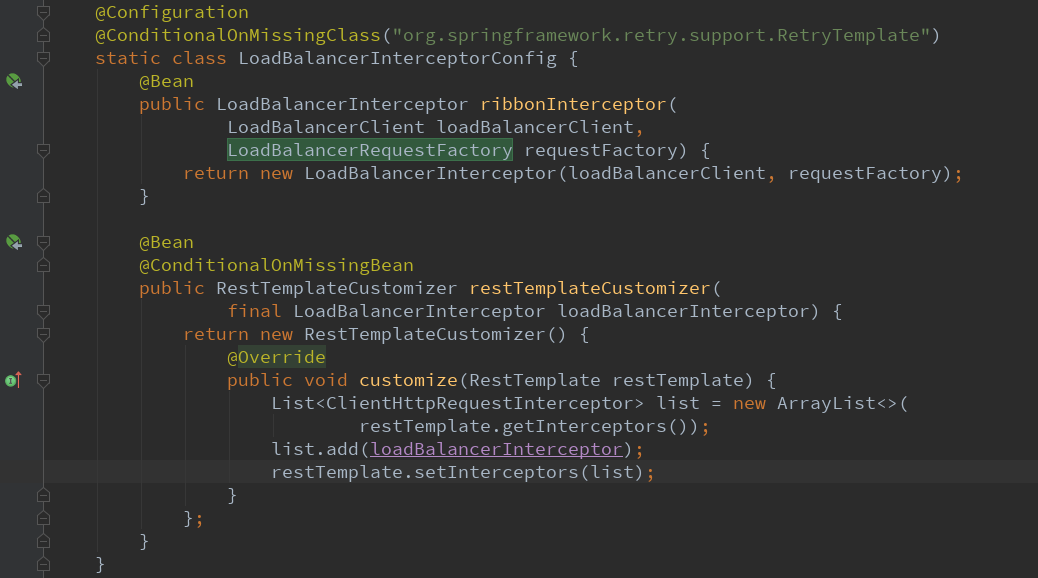 @Configuration
@ConditionalOnMissingClass("org.springframework.retry.support.RetryTemplate")
static class LoadBalancerInterceptorConfig {
    @Bean
    public LoadBalancerInterceptor ribbonInterceptor(
            LoadBalancerClient loadBalancerClient,
            LoadBalancerRequestFactory requestFactory) {
        return new LoadBalancerInterceptor(loadBalancerClient, requestFactory);
    }

    @Bean
    @ConditionalOnMissingBean
    public RestTemplateCustomizer restTemplateCustomizer(
            final LoadBalancerInterceptor loadBalancerInterceptor) {
        return new RestTemplateCustomizer() {
            @Override
            public void customize(RestTemplate restTemplate) {
                List<ClientHttpRequestInterceptor> list = new ArrayList<>(
                        restTemplate.getInterceptors());
                list.add(loadBalancerInterceptor);
                restTemplate.setInterceptors(list);
            }
        };
    }
}